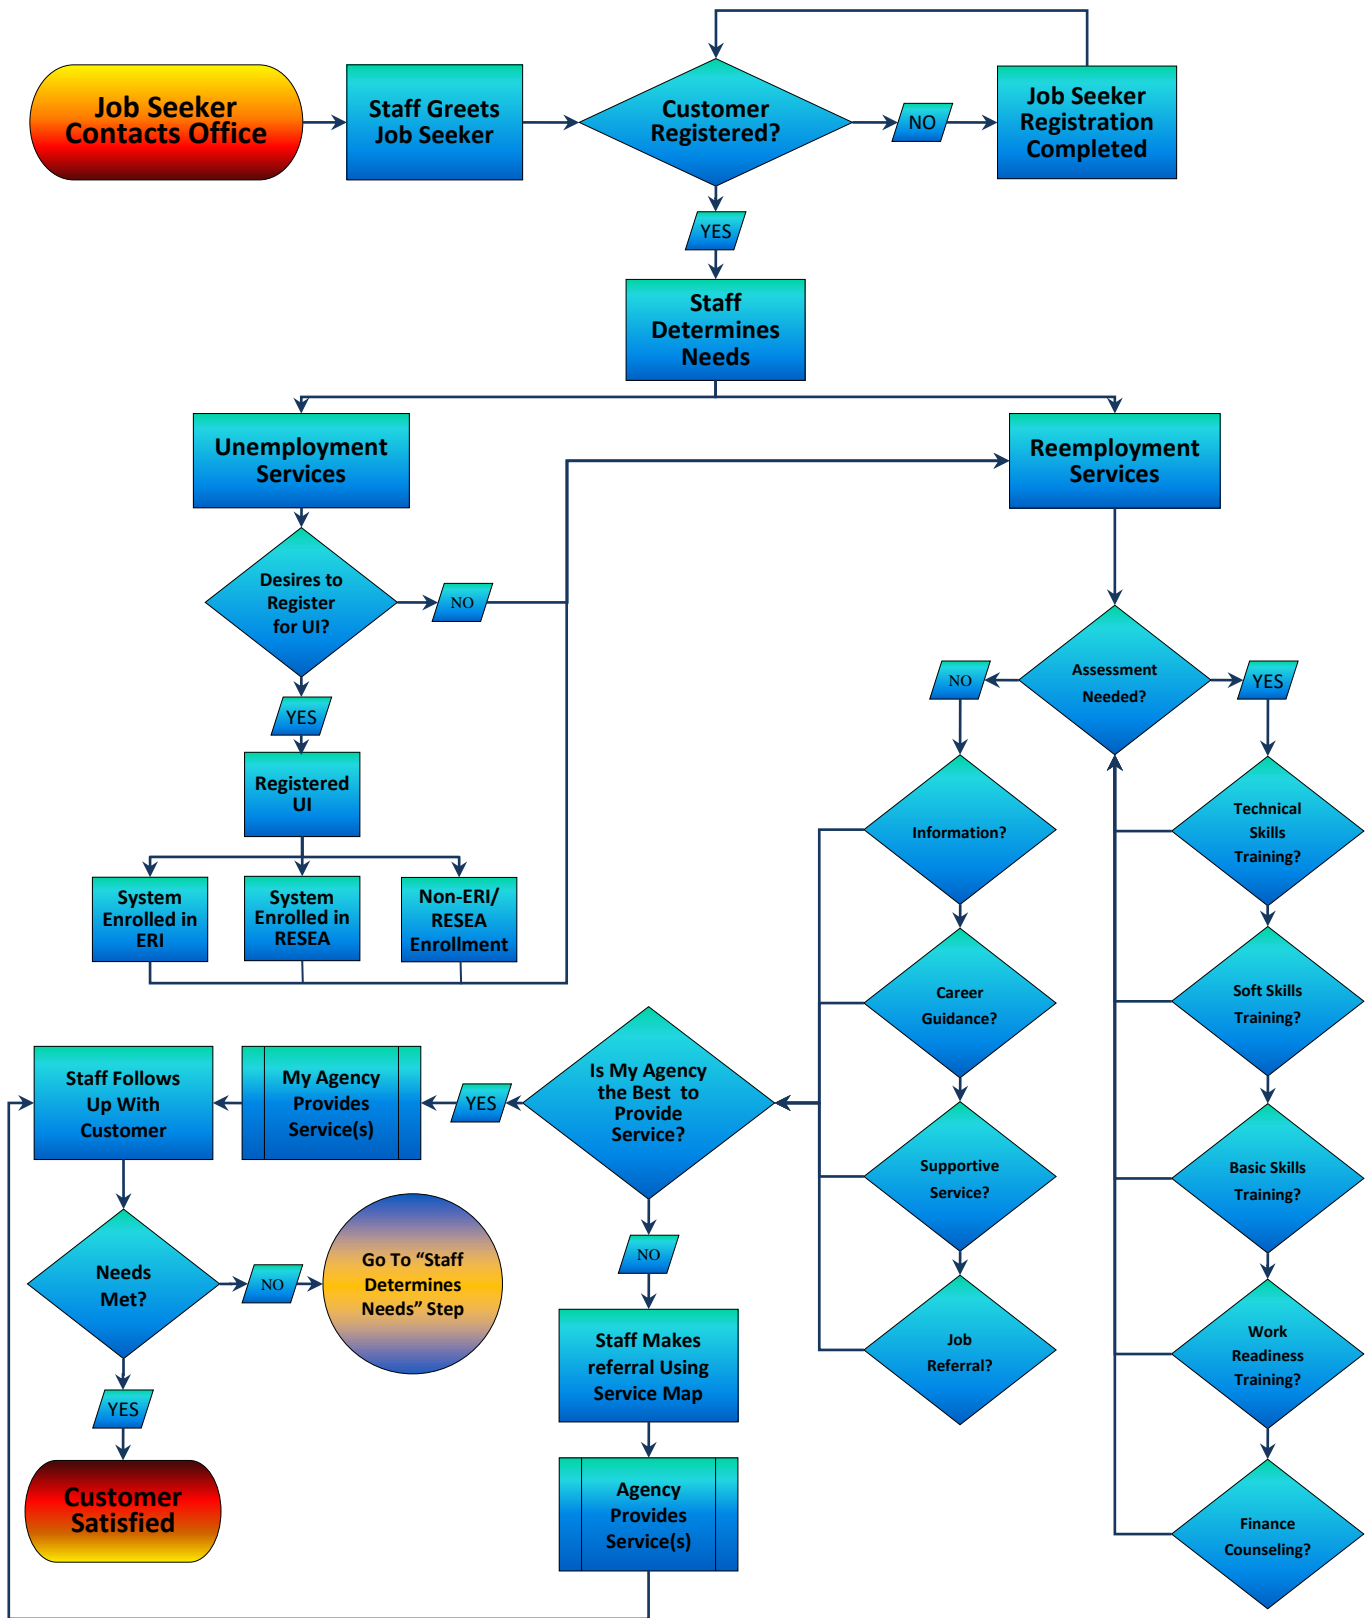 Job Seeker
Contacts Office
Staff Greets
Job Seeker
Customer
Registered?
NO
Job Seeker
Registration
Completed
YES
Staff
Determines
Needs
Unemployment
Services
Reemployment
Services
Desires to
Register
for UI?
NO
YES
Registered
UI
System
Enrolled in
ERI
System
Enrolled in
RESEA
Non-ERI/
RESEA
Enrollment
Assessment
Needed?
NO
YES
Information?
Career
Guidance?
Supportive
Service?
Job
Referral?
Technical
Skills
Training?
Soft Skills
Training?
Basic Skills
Training?
Work
Readiness
Training?
Finance
Counseling?
Is My Agency
the Best  to
Provide
Service?
YES
My Agency
Provides
Service(s)
Staff Follows
Up With
Customer
NO
Staff Makes
referral Using
Service Map
Agency
Provides
Service(s)
Needs
Met?
NO
Go To “Staff
Determines
Needs” Step
YES
Customer
Satisfied